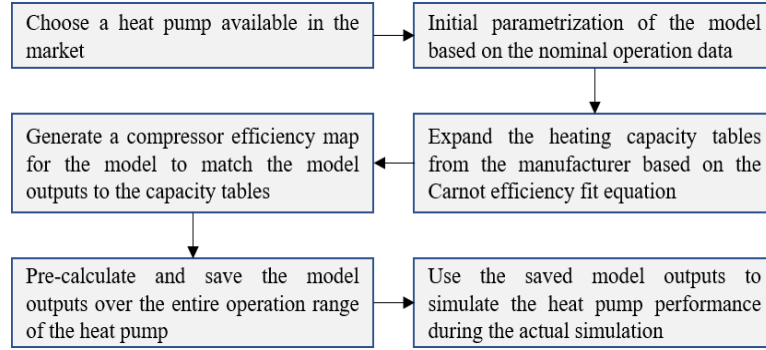 Choose a heat pump available in the
market
Initial parametrization of the model
based on the nominal operation data
Generate a compressor efficiency map
for the model to match the model
outputs to the capacity tables
Expand the heating capacity tables
from the manufacturer based on the
Carnot efficiency fit equation
Pre-calculate and save the model
outputs over the entire operation range
of the heat pump
Use the saved model outputs to
simulate the heat pump performance
during the actual simulation